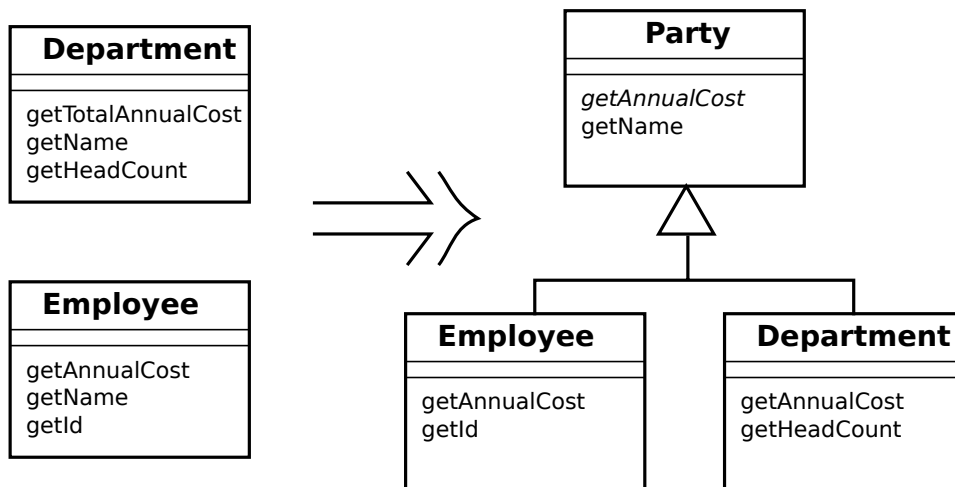 Department
getTotalAnnualCost
getName
getHeadCount
Employee
getAnnualCost
getName
getId
Party
getAnnualCost
getName
Employee
getAnnualCost
getId
Department
getAnnualCost
getHeadCount